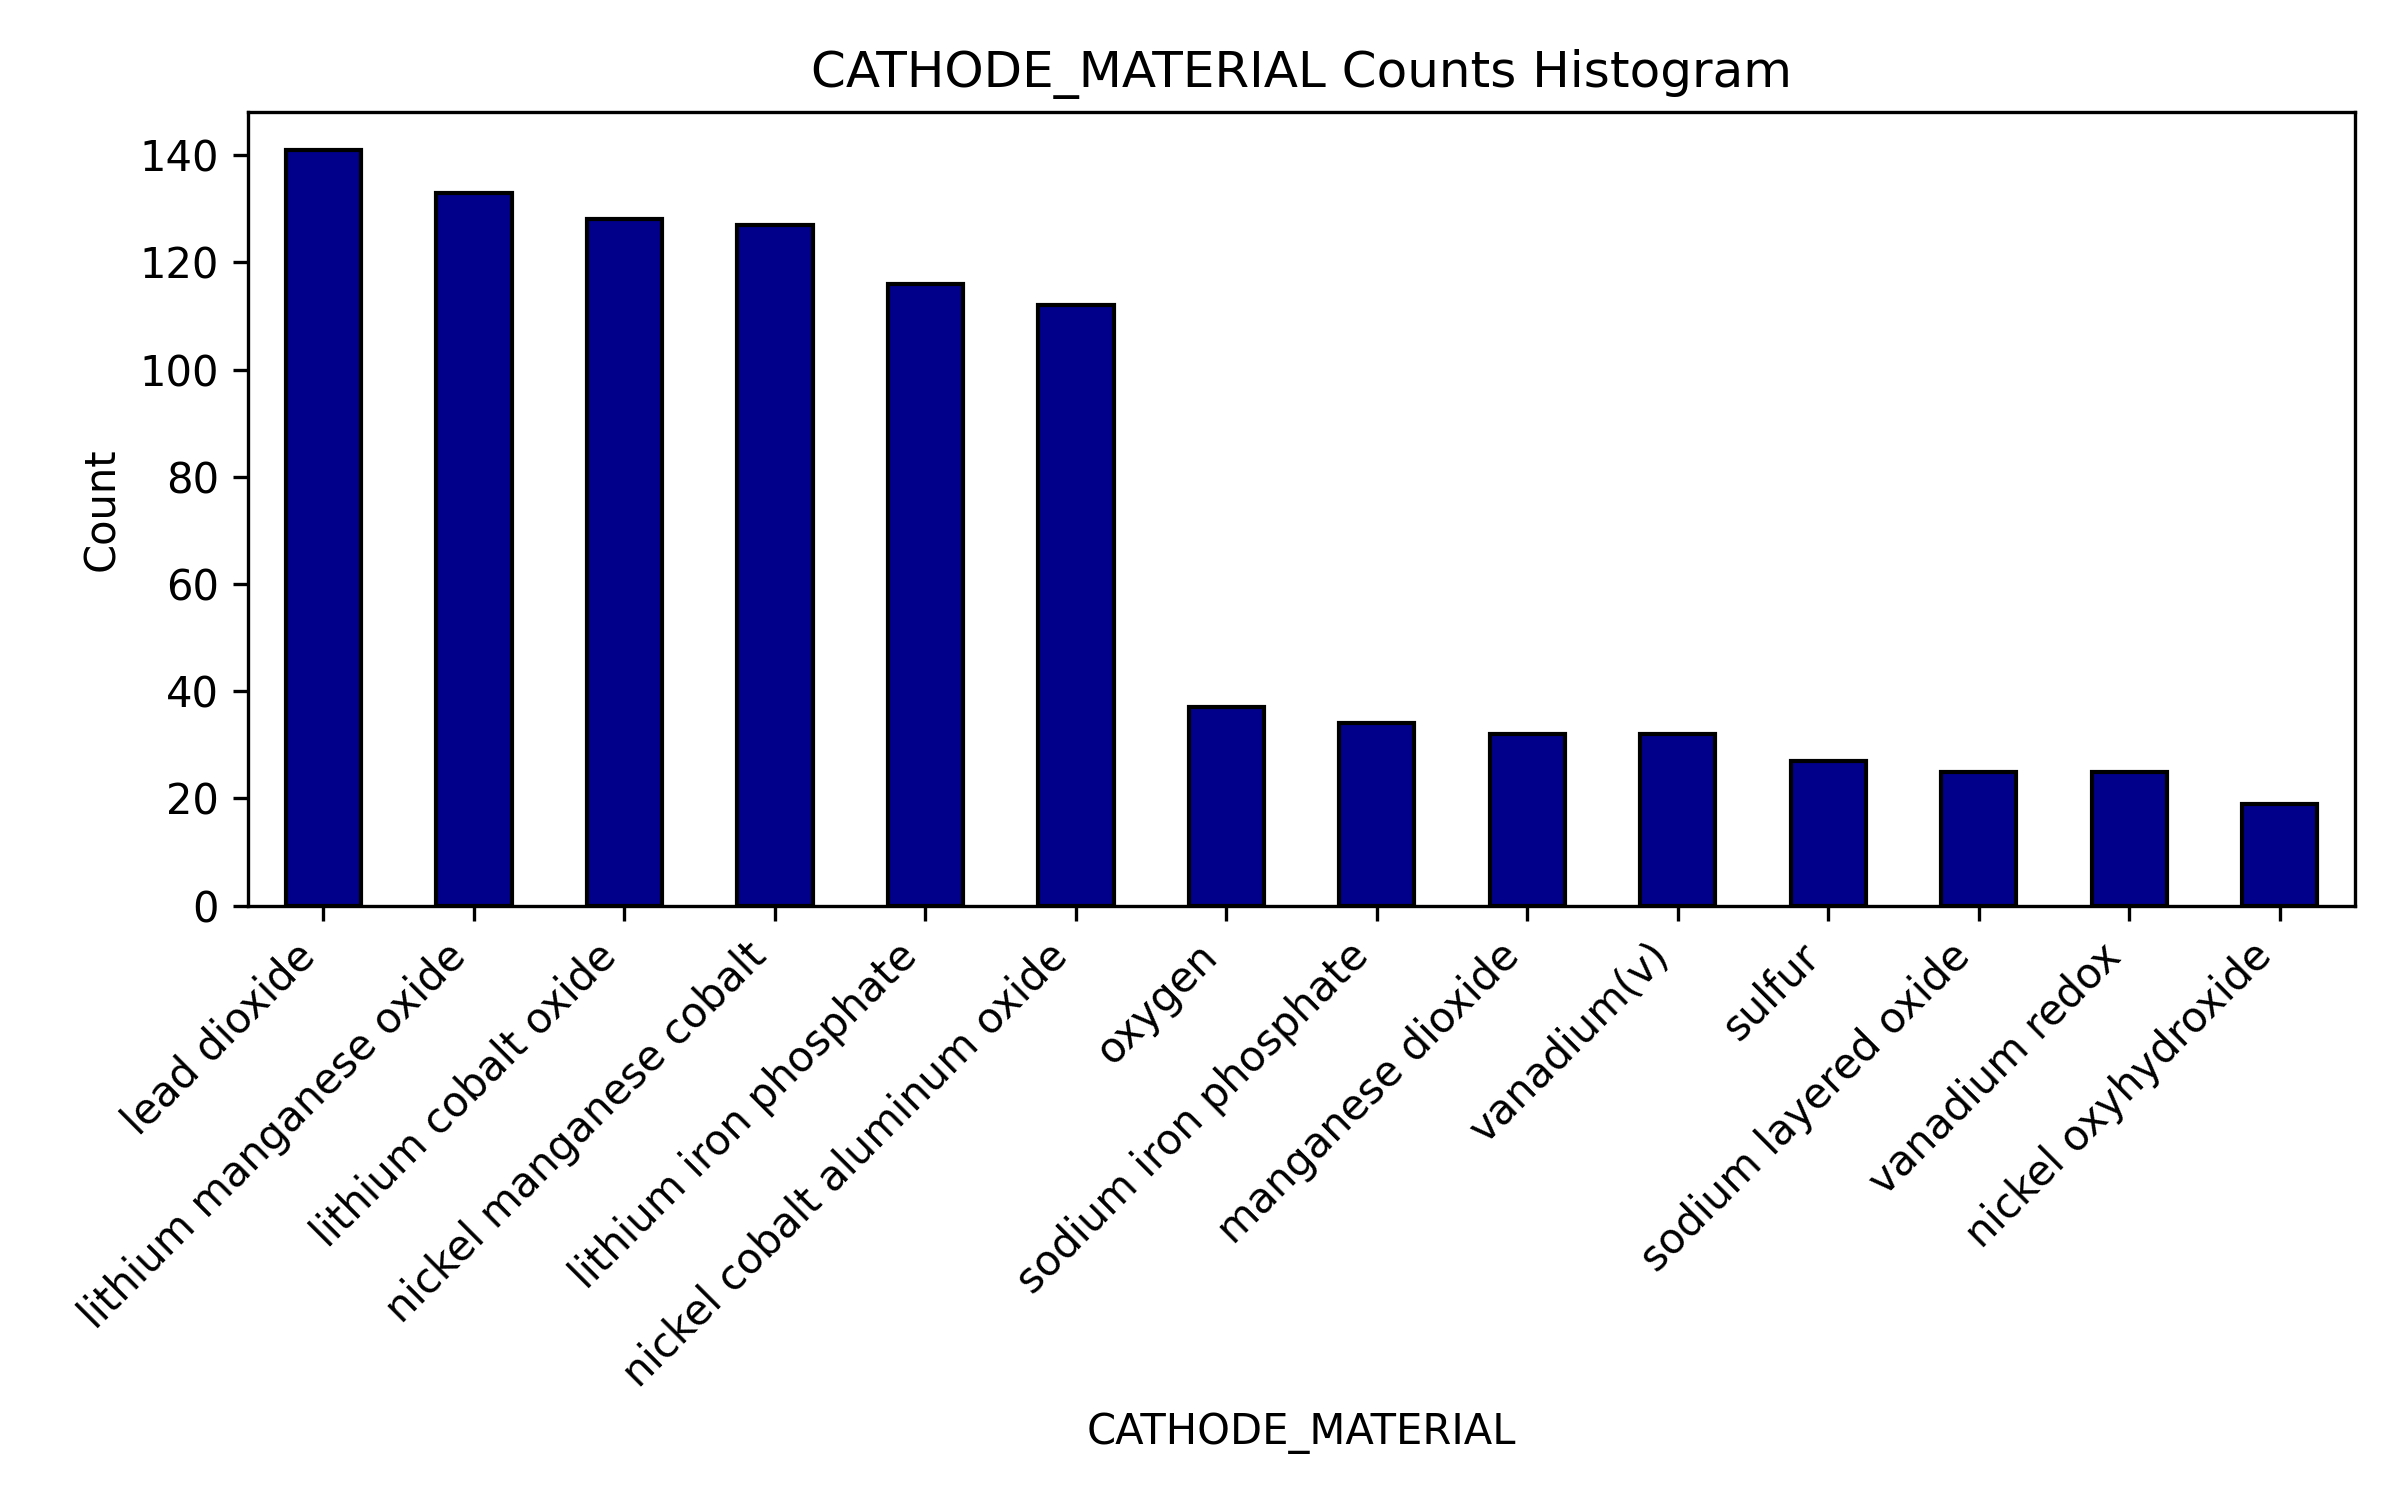 CATHODE_MATERIAL Counts Histogram
Count
140
120
100
80
60
40
20
0
lead dioxide
lithium manganese oxide
lithium cobalt oxide
nickel manganese cobalt
lithium iron phosphate
nickel cobalt aluminum oxide
oxygen
sodium iron phosphate
manganese dioxide
vanadium(v)
sulfur
sodium layered oxide
vanadium redox
nickel oxyhydroxide
CATHODE_MATERIAL